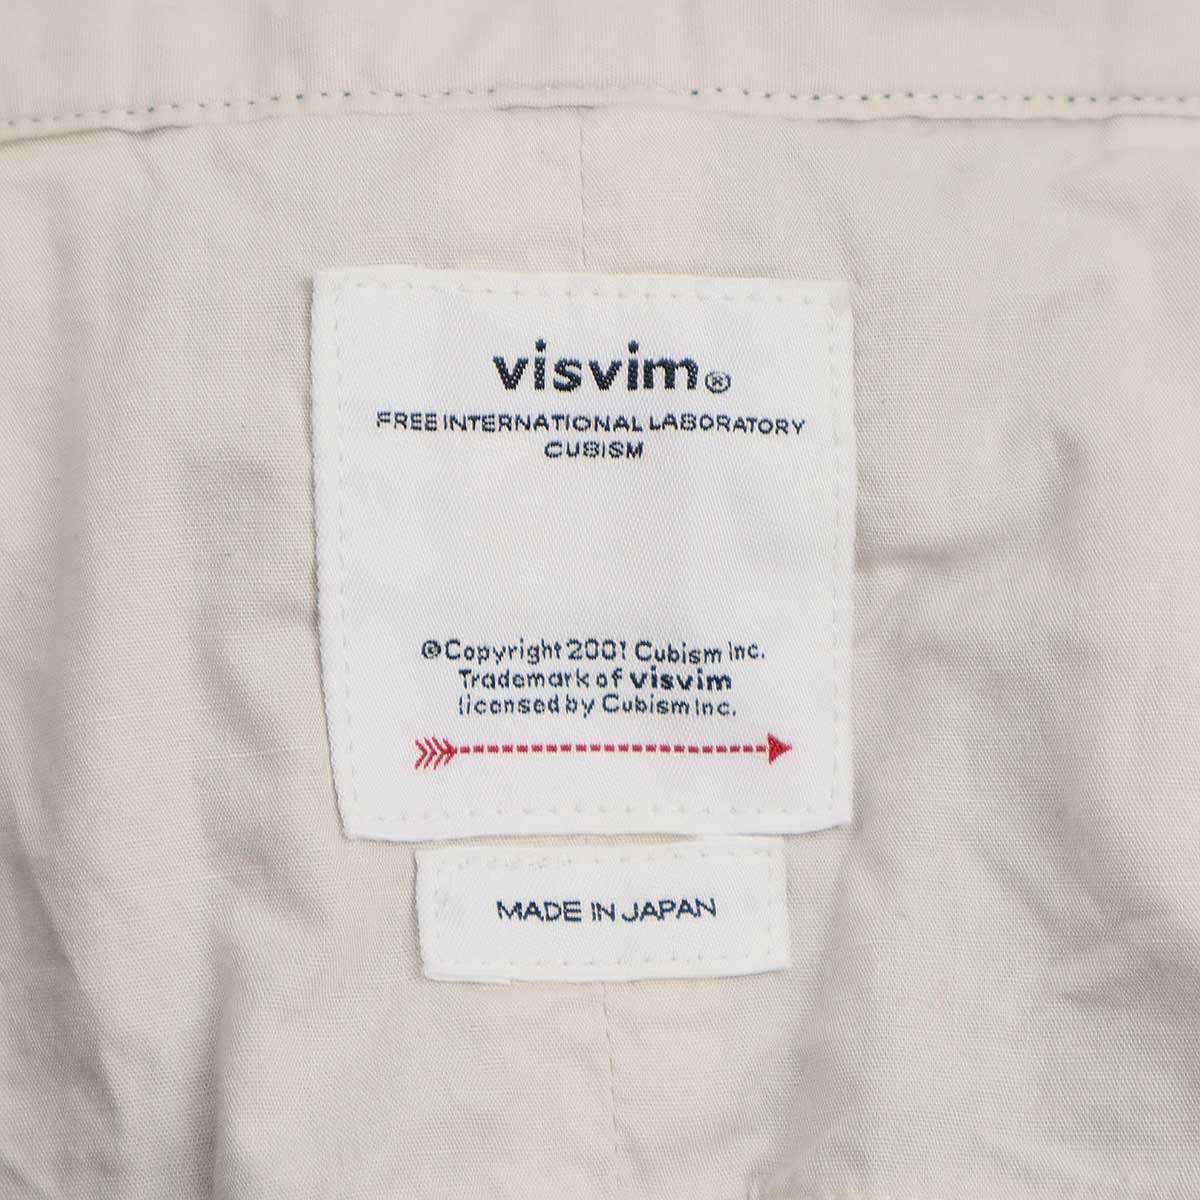 visvim®
FREE INTERNATIONAL LABORATORY
CUBISM
©Copyright 2001 Cubism Inc.
Trademark of visvim
licensed by Cubism Inc.
MADE IN JAPAN